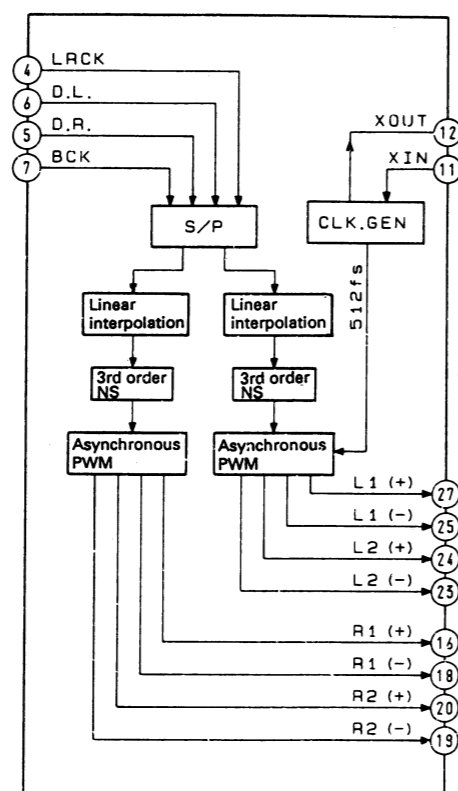 4 LRCK
6 D.L.
5 D.R.
7 BCK
XOUT 12
XIN 11
S/P
CLK.GEN
512fs
Linear
interpolation
Linear
interpolation
3rd order
NS
3rd order
NS
Asynchronous
PWM
Asynchronous
PWM
L1 (+) 27
L1 (-) 25
L2 (+) 24
L2 (-) 23
R1 (+) 16
R1 (-) 18
R2 (+) 20
R2 (-) 19